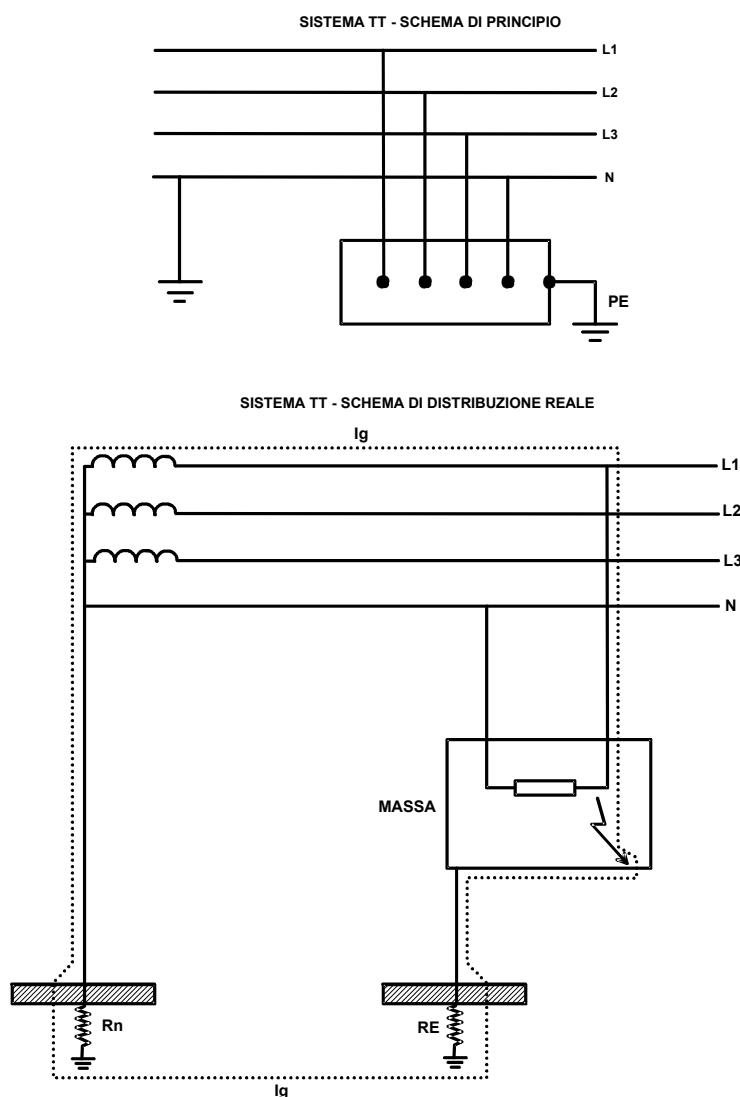 SISTEMA TT - SCHEMA DI PRINCIPIO
L1
L2
L3
N
PE
SISTEMA TT - SCHEMA DI DISTRIBUZIONE REALE
Ig
L1
L2
L3
N
MASSA
Rn
RE
Ig